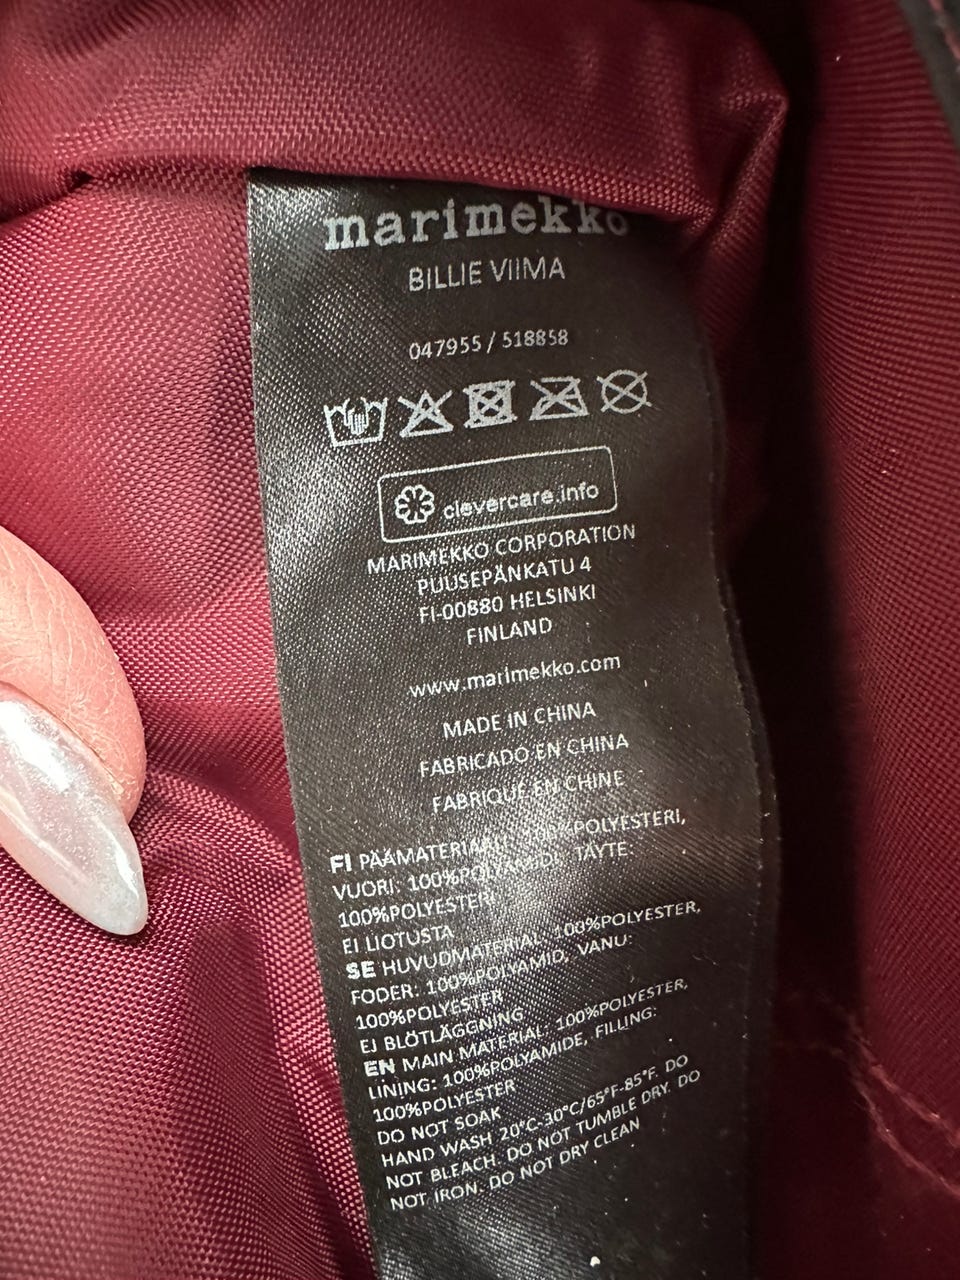 marimekko
BILLIE VIIMA
047955 / 518858
clevercare.info
MARIMEKKO CORPORATION
PUUSEPÄNKATU 4
FI-00880 HELSINKI
FINLAND
www.marimekko.com
MADE IN CHINA
FABRICADO EN CHINA
FABRIQUÉ EN CHINE
FI PÄÄMATERIAALI: 100%POLYESTERI,
VUORI: 100%POLYAMIDI, TÄYTE:
100%POLYESTERI
EI LIOTUSTA
SE HUVUDMATERIAL: 100%POLYESTER,
FODER: 100%POLYAMID, VANU:
100%POLYESTER
EJ BLÖTLÄGGNING
EN MAIN MATERIAL: 100%POLYESTER,
LINING: 100%POLYAMIDE, FILLING:
100%POLYESTER
DO NOT SOAK
HAND WASH 20°C-30°C/65°F-85°F. DO
NOT BLEACH. DO NOT TUMBLE DRY. DO
NOT IRON. DO NOT DRY CLEAN